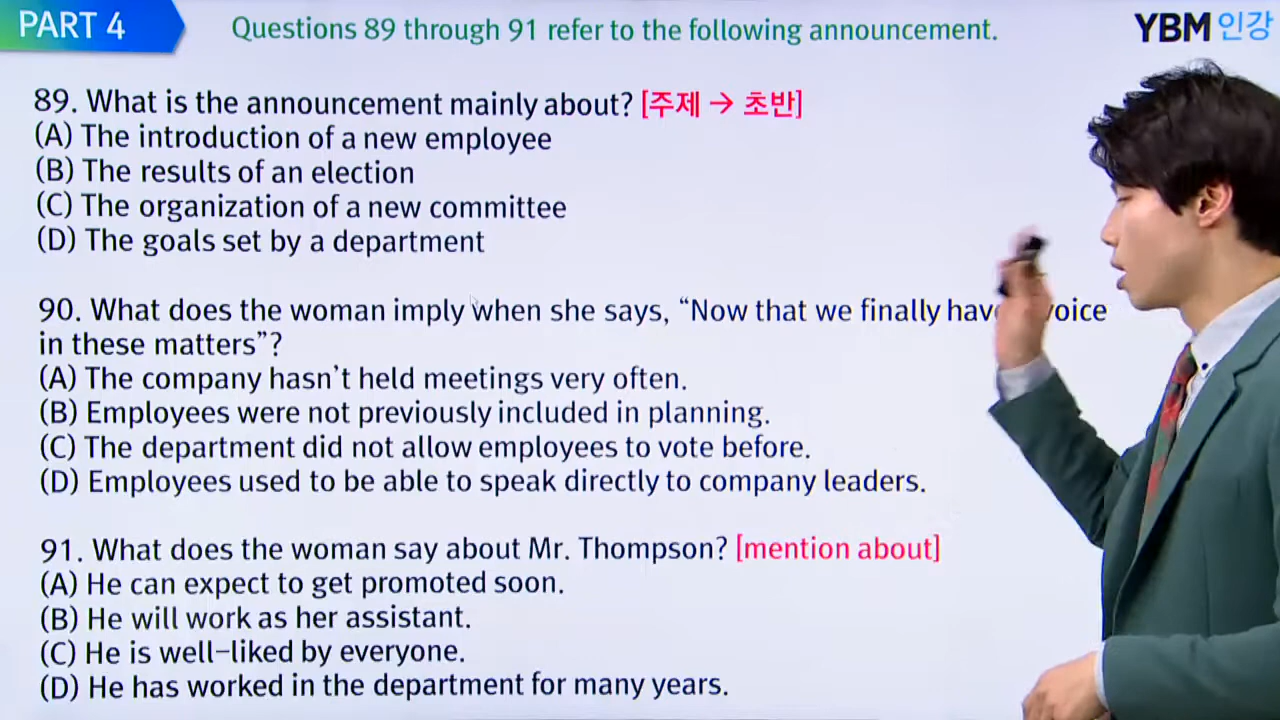 PART 4
Questions 89 through 91 refer to the following announcement.
YBM 인강
89. What is the announcement mainly about? [주제 → 초반]
(A) The introduction of a new employee
(B) The results of an election
(C) The organization of a new committee
(D) The goals set by a department
90. What does the woman imply when she says, “Now that we finally have voice
in these matters”?
(A) The company hasn’t held meetings very often.
(B) Employees were not previously included in planning.
(C) The department did not allow employees to vote before.
(D) Employees used to be able to speak directly to company leaders.
91. What does the woman say about Mr. Thompson? [mention about]
(A) He can expect to get promoted soon.
(B) He will work as her assistant.
(C) He is well-liked by everyone.
(D) He has worked in the department for many years.